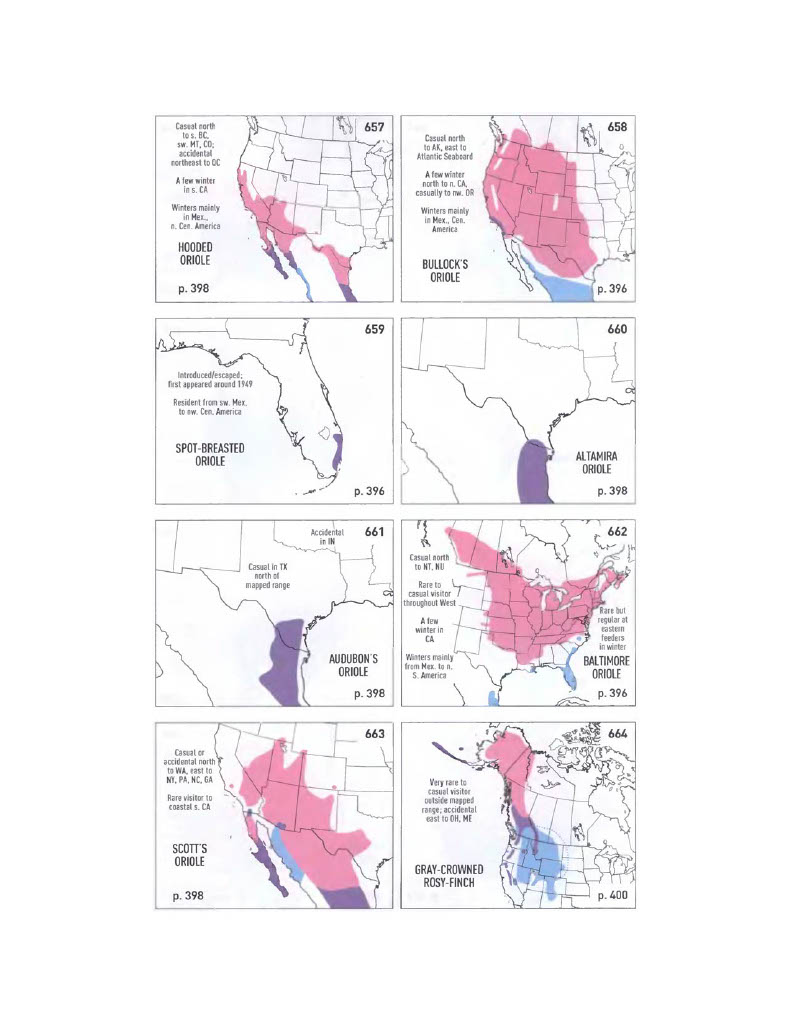 657
Casual north
to s. BC,
sw. MT, CO;
accidental
northeast to QC
A few winter
in s. CA
Winters mainly
in Mex.,
n. Cen. America
HOODED
ORIOLE
p. 398
658
Casual north
to AK, east to
Atlantic Seaboard
A few winter
north to n. CA,
casually to nw. OR
Winters mainly
in Mex., Cen.
America
BULLOCK'S
ORIOLE
p. 396
659
Introduced/escaped;
first appeared around 1949
Resident from sw. Mex.
to nw. Cen. America
SPOT-BREASTED
ORIOLE
p. 396
660
ALTAMIRA
ORIOLE
p. 398
661
Accidental
in IN
Casual in TX
north of
mapped range
AUDUBON'S
ORIOLE
p. 398
662
Casual north
to NT, NU
Rare to
casual visitor
throughout West
A few
winter in
CA
Winters mainly
from Mex. to n.
S. America
Rare but
regular at
eastern
feeders
in winter
BALTIMORE
ORIOLE
p. 396
663
Casual or
accidental north
to WA, east to
NY, PA, NC, GA
Rare visitor to
coastal s. CA
SCOTT'S
ORIOLE
p. 398
664
Very rare to
casual visitor
outside mapped
range; accidental
east to OH, ME
GRAY-CROWNED
ROSY-FINCH
p. 400